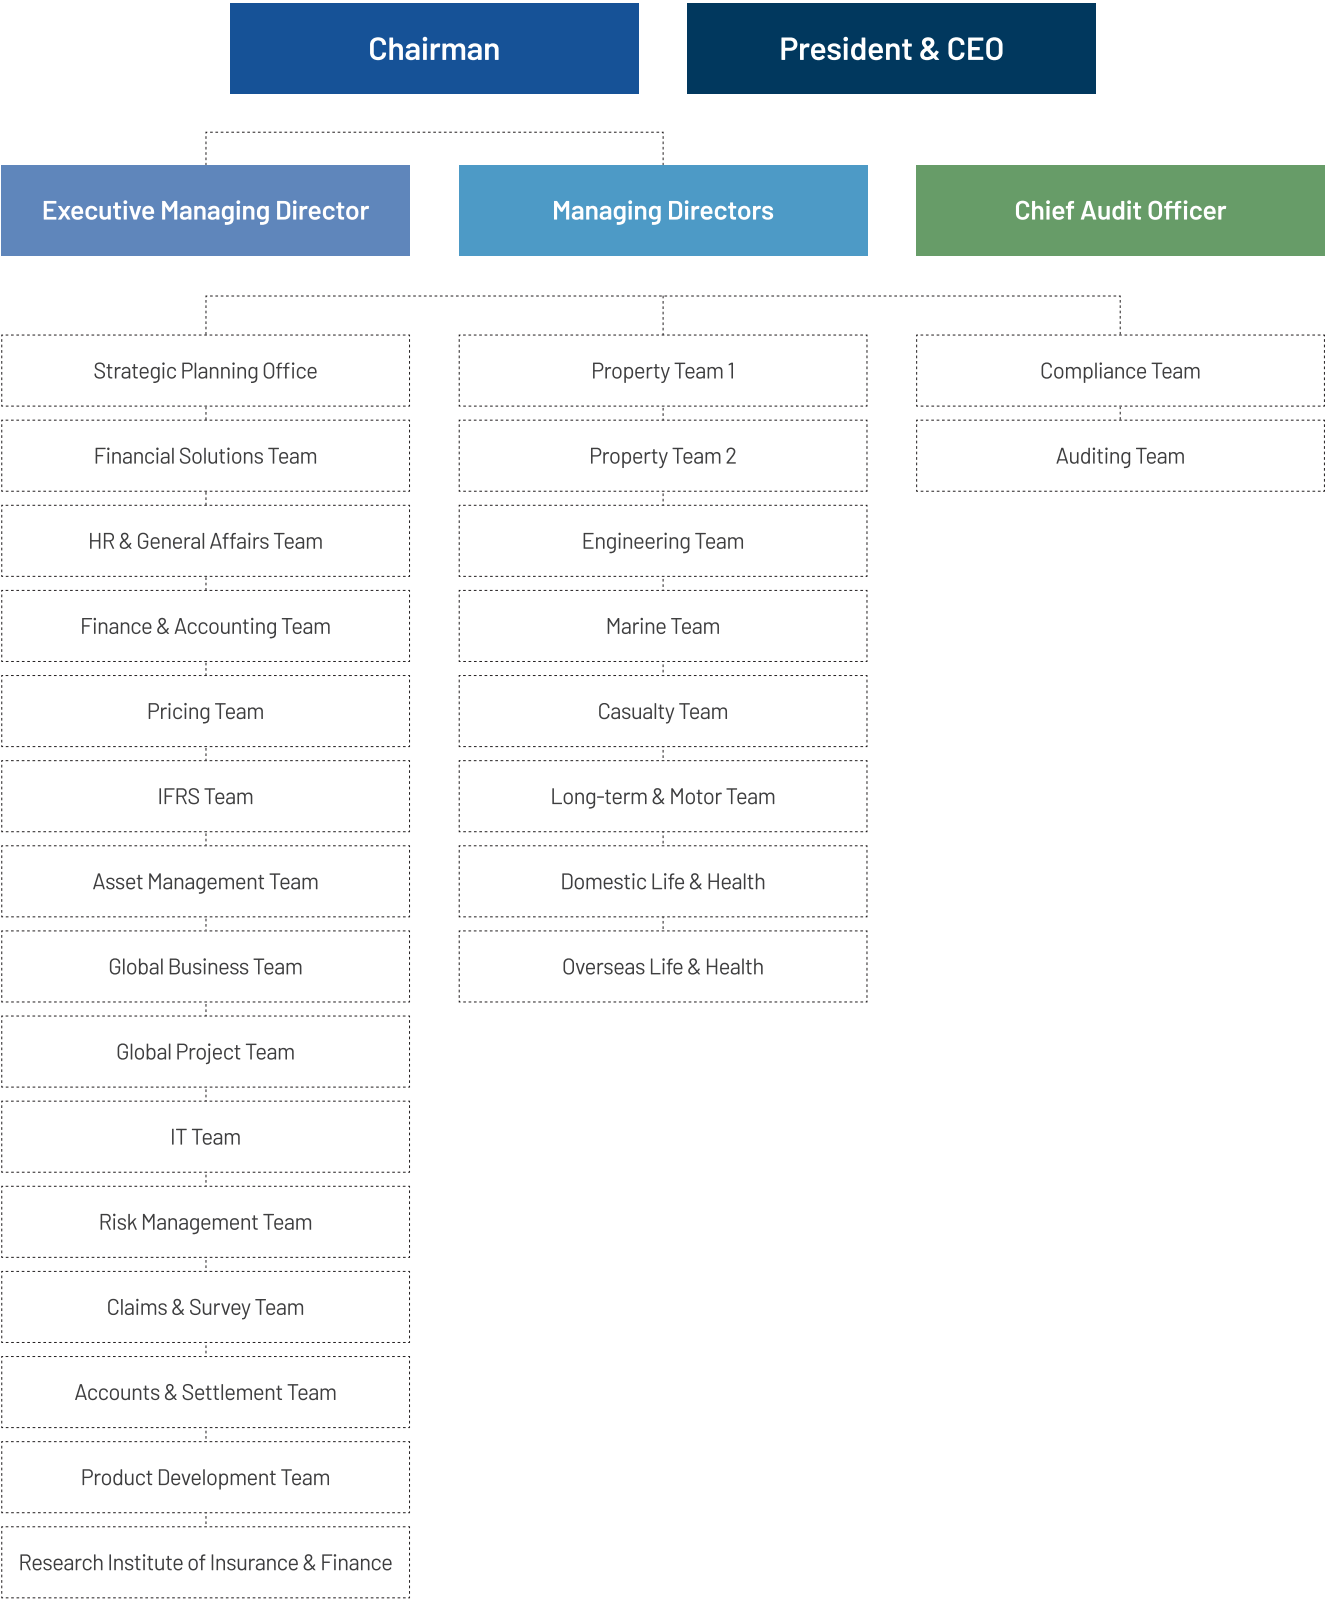 Chairman
President & CEO
Executive Managing Director
Managing Directors
Chief Audit Officer
Strategic Planning Office
Financial Solutions Team
HR & General Affairs Team
Finance & Accounting Team
Pricing Team
IFRS Team
Asset Management Team
Global Business Team
Global Project Team
IT Team
Risk Management Team
Claims & Survey Team
Accounts & Settlement Team
Product Development Team
Research Institute of Insurance & Finance
Property Team 1
Property Team 2
Engineering Team
Marine Team
Casualty Team
Long-term & Motor Team
Domestic Life & Health
Overseas Life & Health
Compliance Team
Auditing Team